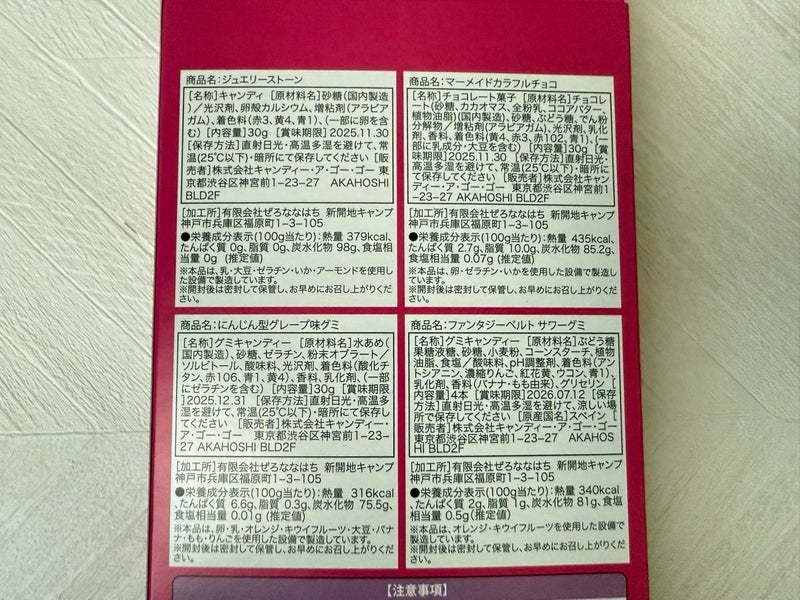 商品名:ジュエリーストーン
[名称]キャンディ [原材料名]砂糖(国内製造
)/光沢剤、卵殻カルシウム、増粘剤(アラビア
ガム)、着色料(赤3、黄4、青1)、(一部に卵を含
む) [内容量]30g [賞味期限]2025.11.30
[保存方法]直射日光・高温多湿を避けて、常
温(25℃以下)・暗所にて保存してください [販
売者]株式会社キャンディー・ア・ゴー・ゴー 東
京都渋谷区神宮前1-23-27 AKAHOSHI
BLD2F
[加工所]有限会社ぜろななはち 新開地キャンプ
神戸市兵庫区福原町1-3-105
●栄養成分表示(100g当たり):熱量 379kcal、
たんぱく質 0g、脂質 0g、炭水化物 98g、食塩相
当量 0g (推定値)
※本品は、乳・大豆・ゼラチン・いか・アーモンドを使用し
た設備で製造しています。
※開封後は密封して保管し、お早めにお召し上がりくだ
さい。
商品名:マーメイドカラフルチョコ
[名称]チョコレート菓子 [原材料名]チョコレ
ート(砂糖、カカオマス、全粉乳、ココアバター、
植物油脂)(国内製造)、砂糖、ぶどう糖、でん粉
分解物/増粘剤(アラビアガム)、光沢剤、乳化
剤、香料、着色料(黄4、赤3、赤102、青1)、(一
部に乳成分・大豆を含む) [内容量]30g [賞
味期限]2025.11.30 [保存方法]直射日光・
高温多湿を避けて、常温(25℃以下)・暗所に
て保存してください [販売者]株式会社キャン
ディー・ア・ゴー・ゴー 東京都渋谷区神宮前1
-23-27 AKAHOSHI BLD2F
[加工所]有限会社ぜろななはち 新開地キャンプ
神戸市兵庫区福原町1-3-105
●栄養成分表示(100g当たり):熱量 435kcal、
たんぱく質 2.7g、脂質 10.0g、炭水化物 85.2g、
食塩相当量 0.07g (推定値)
※本品は、卵・ゼラチン・いかを使用した設備で製造して
います。
※開封後は密封して保管し、お早めにお召し上がりくだ
さい。
商品名:にんじん型グレープ味グミ
[名称]グミキャンディー [原材料名]水あめ(
国内製造)、砂糖、ゼラチン、粉末オブラート/
ソルビトール、酸味料、光沢剤、着色料(酸化チ
タン、赤106、青1、黄4)、香料、乳化剤、(一部
にゼラチンを含む) [内容量]30g [賞味期限
]2025.12.31 [保存方法]直射日光・高温多湿
を避けて、常温(25℃以下)・暗所にて保存し
てください [販売者]株式会社キャンディー・
ア・ゴー・ゴー 東京都渋谷区神宮前1-23-
27 AKAHOSHI BLD2F
[加工所]有限会社ぜろななはち 新開地キャンプ
神戸市兵庫区福原町1-3-105
●栄養成分表示(100g当たり):熱量 316kcal
、たんぱく質 6.6g、脂質 0.3g、炭水化物 75.5g、
食塩相当量 0.01g (推定値)
※本品は、卵・乳・オレンジ・キウイフルーツ・大豆・バナ
ナ・もも・りんごを使用した設備で製造しています。
※開封後は密封して保管し、お早めにお召し上がりくだ
さい。
商品名:ファンタジーベルト サワーグミ
[名称]グミキャンディー [原材料名]ぶどう糖
果糖液糖、砂糖、小麦粉、コーンスターチ、植物
油脂、食塩/酸味料、pH調整剤、着色料(アン
トシアニン、濃縮りんご、紅花黄、ウコン、青1)、
乳化剤、香料(バナナ・もも由来)、グリセリン [
内容量]4本 [賞味期限]2026.07.12 [保存
方法]直射日光・高温多湿を避けて、涼しい場
所で保存してください [原産国名]スペイン [
販売者]株式会社キャンディー・ア・ゴー・ゴー
東京都渋谷区神宮前1-23-27 AKAHOS
HI BLD2F
[加工所]有限会社ぜろななはち 新開地キャンプ
神戸市兵庫区福原町1-3-105
●栄養成分表示(100g当たり):熱量 340kcal、
たんぱく質 2g、脂質 1g、炭水化物 81g、食塩
相当量 0.5g(推定値)
※本品は、オレンジ・キウイフルーツを使用した設備で
製造しています。
※開封後は密封して保管し、お早めにお召し上がりくだ
さい。
【注意事項】